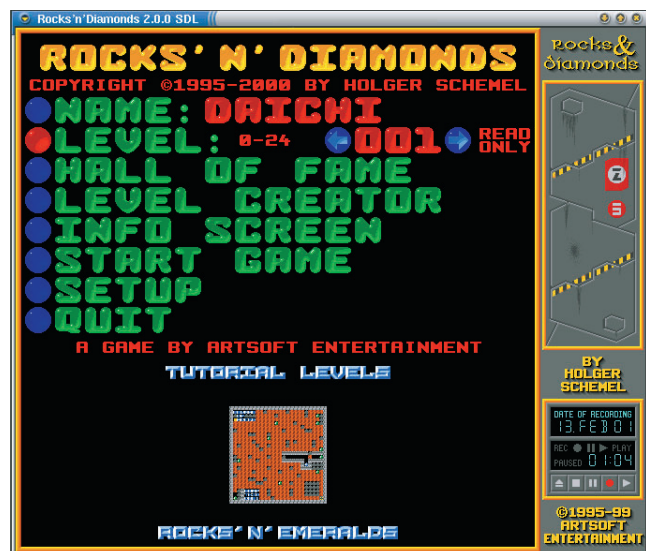 Rocks'n'Diamonds 2.0.0 SDL
ROCKS'N'DIAMONDS
COPYRIGHT ©1995-2000 BY HOLGER SCHEMEL
NAME: DAICHI
LEVEL: 0-24 001 READ ONLY
HALL OF FAME
LEVEL CREATOR
INFO SCREEN
START GAME
SETUP
QUIT
A GAME BY ARTSOFT ENTERTAINMENT
TUTORIAL LEVELS
ROCKS'N'EMERALDS
Rocks&
diamonds
BY
HOLGER
SCHEMEL
DATE OF RECORDING
13.FEB01
REC PLAY
PAUSED 01:04
©1995-99
ARTSOFT
ENTERTAINMENT